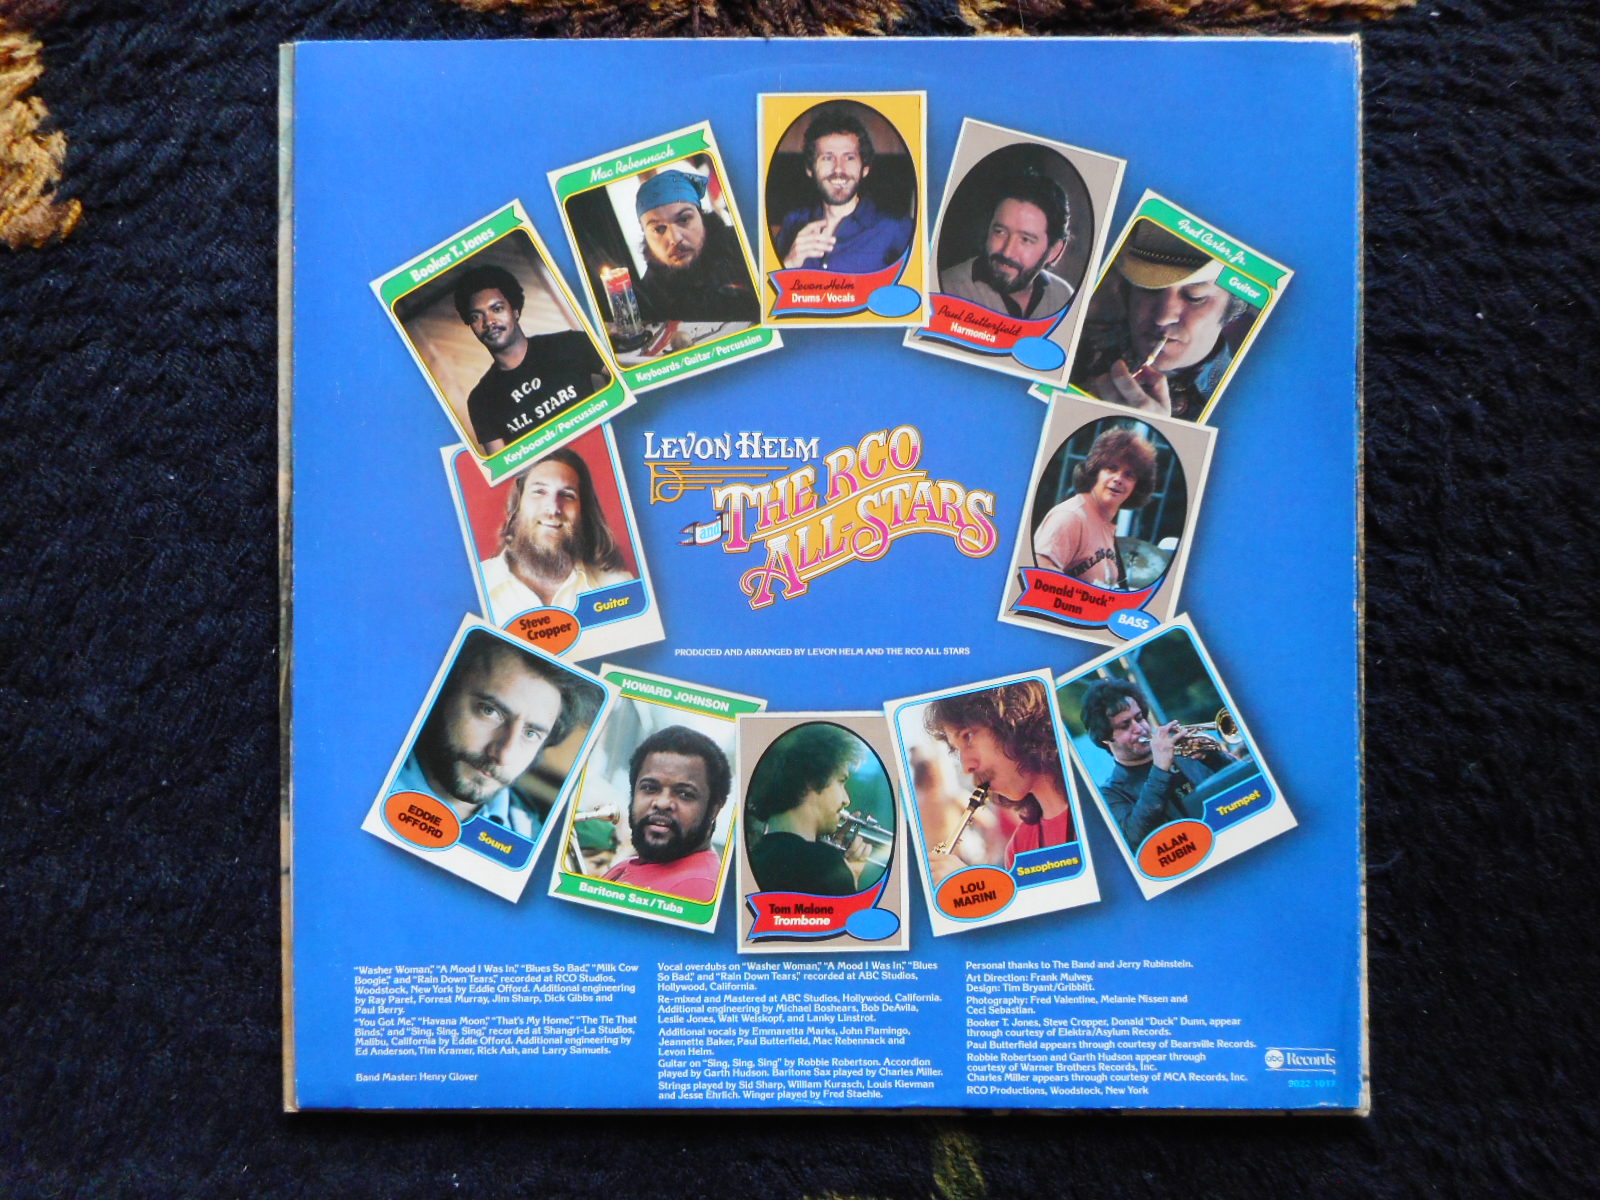 Mac Rebennack
Keyboards/Guitar/Percussion
Levon Helm
Drums/Vocals
Paul Butterfield
Harmonica
Fred Carter, Jr.
Guitar
Booker T. Jones
RCO
ALL STARS
Keyboards/Percussion
LEVON HELM
and THE RCO
ALL-STARS
Steve
Cropper
Guitar
Donald "Duck"
Dunn
BASS
PRODUCED AND ARRANGED BY LEVON HELM AND THE RCO ALL STARS
EDDIE
OFFORD
Sound
HOWARD JOHNSON
Baritone Sax/Tuba
Tom Malone
Trombone
LOU
MARINI
Saxophones
ALAN
RUBIN
Trumpet
"Washer Woman," "A Mood I Was In," "Blues So Bad," "Milk Cow
Boogie," and "Rain Down Tears," recorded at RCO Studios,
Woodstock, New York by Eddie Offord. Additional engineering
by Ray Paret, Forrest Murray, Jim Sharp, Dick Gibbs and
Paul Berry.
"You Got Me," "Havana Moon," "That's My Home," "The Tie That
Binds," and "Sing, Sing, Sing," recorded at Shangri-La Studios,
Malibu, California by Eddie Offord. Additional engineering by
Ed Anderson, Tim Kramer, Rick Ash, and Larry Samuels.
Band Master: Henry Glover
Vocal overdubs on "Washer Woman," "A Mood I Was In," "Blues
So Bad," and "Rain Down Tears," recorded at ABC Studios,
Hollywood, California.
Re-mixed and Mastered at ABC Studios, Hollywood, California.
Additional engineering by Michael Boshears, Bob DeAvila,
Leslie Jones, Walt Weiskopf, and Lanky Linstrot.
Additional vocals by Emmaretta Marks, John Flamingo,
Jeannette Baker, Paul Butterfield, Mac Rebennack and
Levon Helm.
Guitar on "Sing, Sing, Sing" by Robbie Robertson. Accordion
played by Garth Hudson. Baritone Sax played by Charles Miller.
Strings played by Sid Sharp, William Kurasch, Louis Kievman
and Jesse Ehrlich. Winger played by Fred Staehle.
Personal thanks to The Band and Jerry Rubinstein.
Art Direction: Frank Mulvey.
Design: Tim Bryant/Gribbitt.
Photography: Fred Valentine, Melanie Nissen and
Ceci Sebastian.
Booker T. Jones, Steve Cropper, Donald "Duck" Dunn, appear
through courtesy of Elektra/Asylum Records.
Paul Butterfield appears through courtesy of Bearsville Records.
Robbie Robertson and Garth Hudson appear through
courtesy of Warner Brothers Records, Inc.
Charles Miller appears through courtesy of MCA Records, Inc.
RCO Productions, Woodstock, New York
abc Records
9022-1017